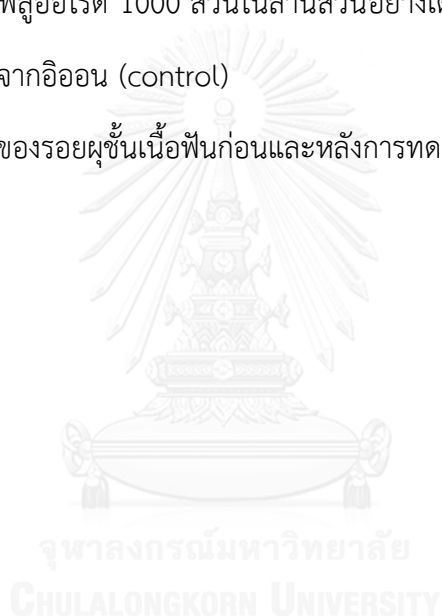 ฟลูออไรด์ 1000 ส่วนในล้านส่วนอย่างเด
จากอิออน (control)
ของรอยผุชั้นเนื้อฟันก่อนและหลังการทด
จุฬาลงกรณ์มหาวิทยาลัย
CHULALONGKORN UNIVERSITY